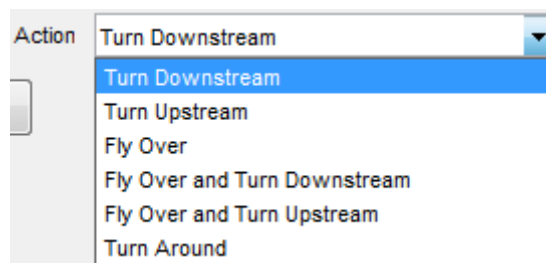 Action Turn Downstream
Turn Downstream
Turn Upstream
Fly Over
Fly Over and Turn Downstream
Fly Over and Turn Upstream
Turn Around